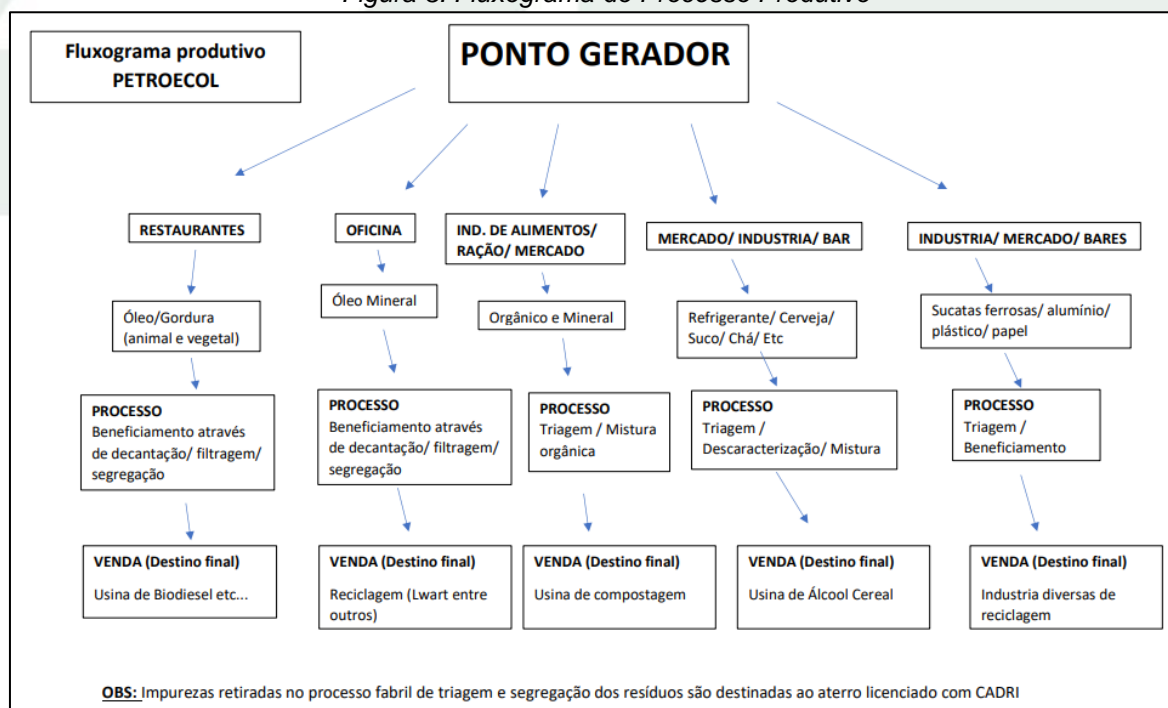 Fluxograma produtivo
PETROECOL
PONTO GERADOR
RESTAURANTES
OFICINA
IND. DE ALIMENTOS/
RAÇÃO/ MERCADO
MERCADO/ INDUSTRIA/ BAR
INDUSTRIA/ MERCADO/ BARES
Óleo/Gordura
(animal e vegetal)
Óleo Mineral
Orgânico e Mineral
Refrigerante/ Cerveja/
Suco/ Chá/ Etc
Sucatas ferrosas/ alumínio/
plástico/ papel
PROCESSO
Beneficiamento através
de decantação/ filtragem/
segregação
PROCESSO
Beneficiamento através
de decantação/ filtragem/
segregação
PROCESSO
Triagem / Mistura
orgânica
PROCESSO
Triagem /
Descaracterização/ Mistura
PROCESSO
Triagem /
Beneficiamento
VENDA (Destino final)
Usina de Biodiesel etc...
VENDA (Destino final)
Reciclagem (Lwart entre
outros)
VENDA (Destino final)
Usina de compostagem
VENDA (Destino final)
Usina de Álcool Cereal
VENDA (Destino final)
Industria diversas de
reciclagem
OBS: Impurezas retiradas no processo fabril de triagem e segregação dos resíduos são destinadas ao aterro licenciado com CADRI